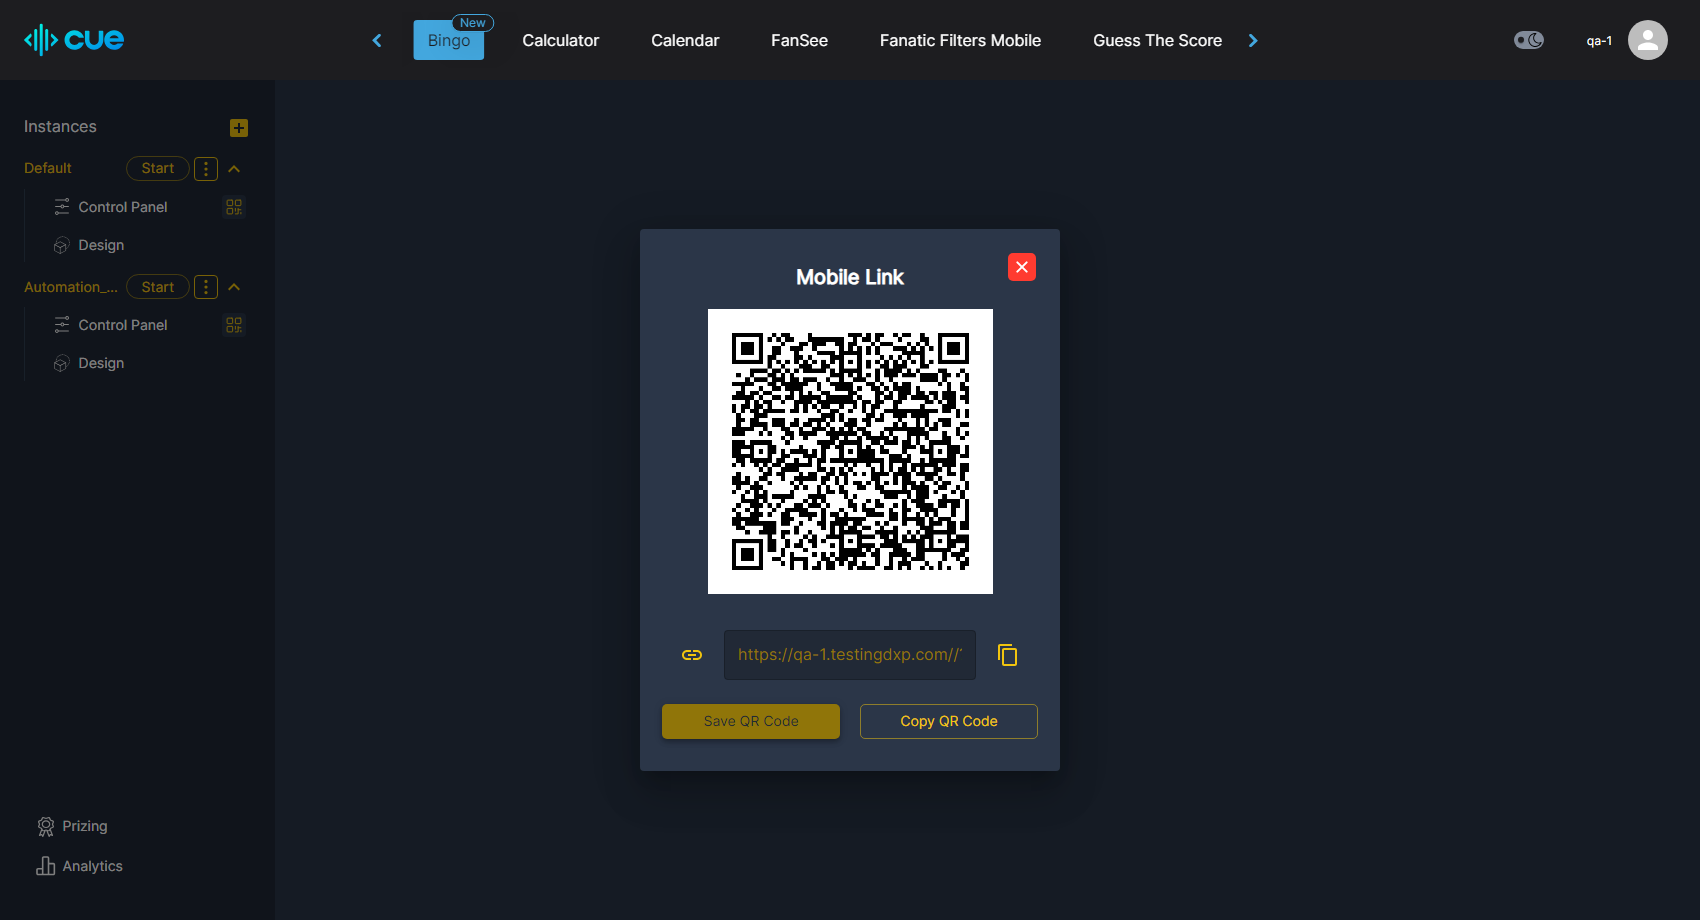 cue
New
Bingo
Calculator
Calendar
FanSee
Fanatic Filters Mobile
Guess The Score
qa-1
Instances
Default
Start
Control Panel
Design
Automation_...
Start
Control Panel
Design
Mobile Link
https://qa-1.testingdxp.com//
Save QR Code
Copy QR Code
Prizing
Analytics